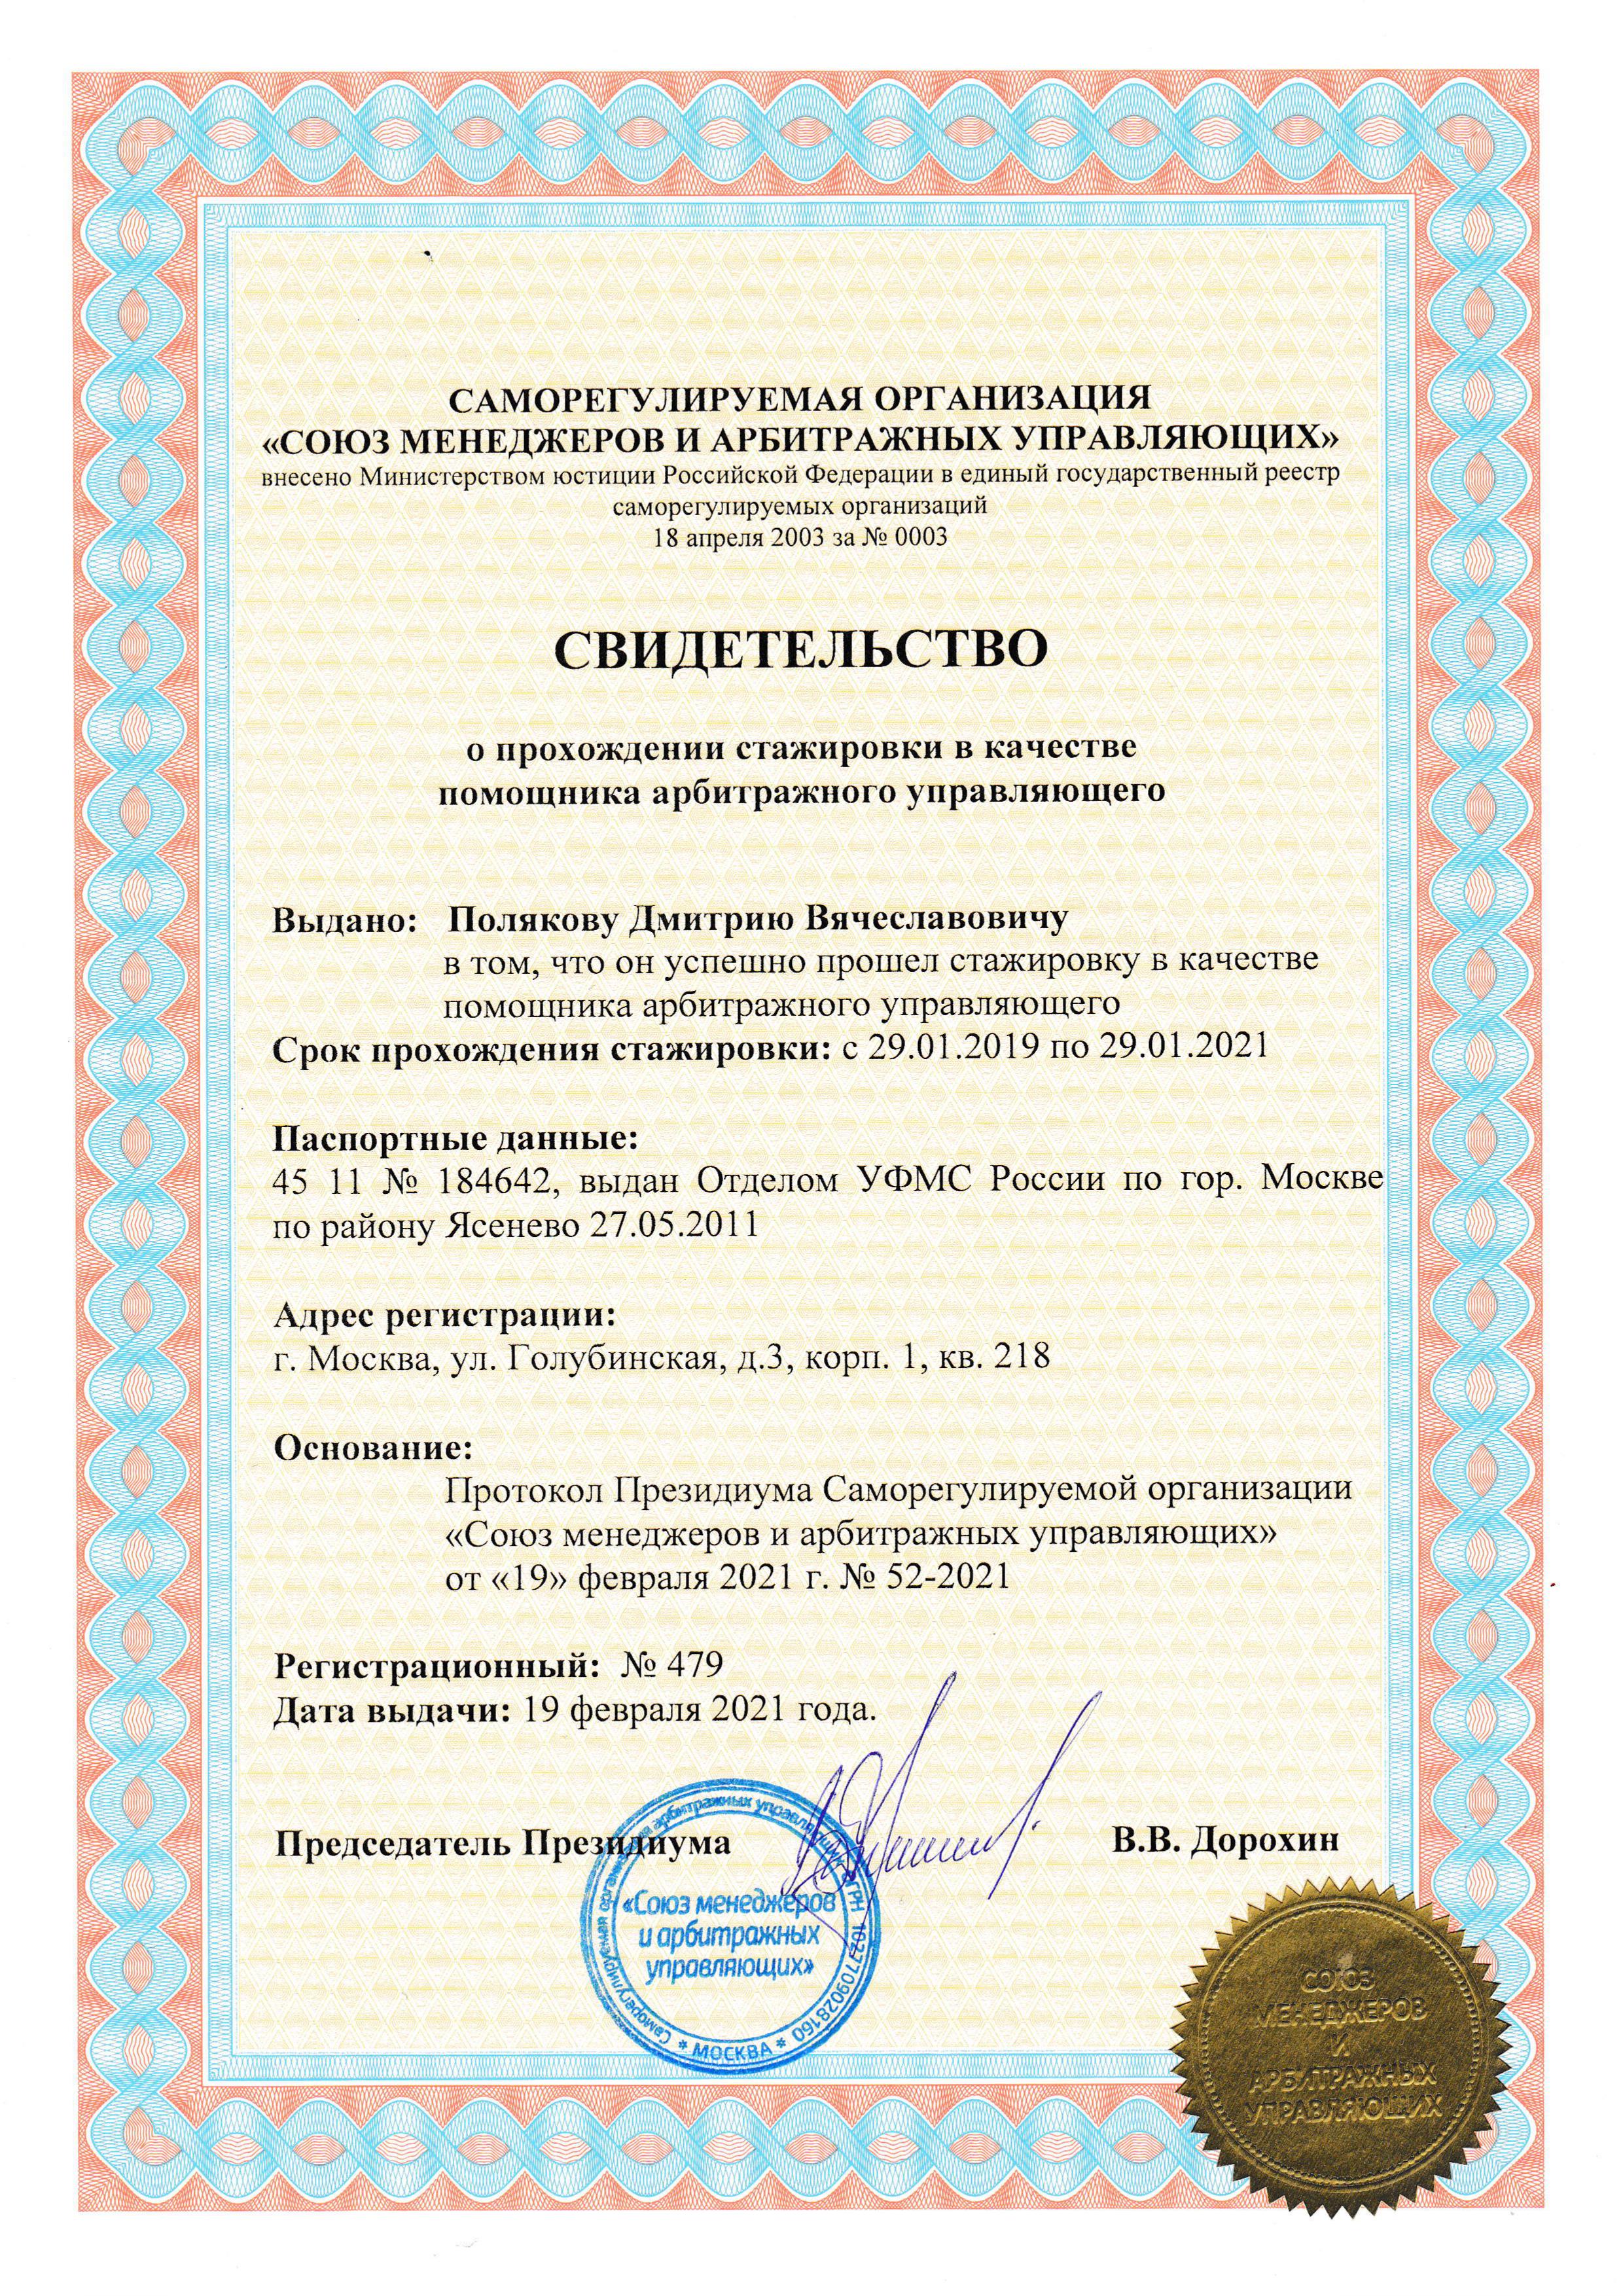 САМОРЕГУЛИРУЕМАЯ ОРГАНИЗАЦИЯ
«СОЮЗ МЕНЕДЖЕРОВ И АРБИТРАЖНЫХ УПРАВЛЯЮЩИХ»
внесено Министерством юстиции Российской Федерации в единый государственный реестр
саморегулируемых организаций
18 апреля 2003 за № 0003
СВИДЕТЕЛЬСТВО
о прохождении стажировки в качестве
помощника арбитражного управляющего
Выдано: Полякову Дмитрию Вячеславовичу
в том, что он успешно прошел стажировку в качестве
помощника арбитражного управляющего
Срок прохождения стажировки: с 29.01.2019 по 29.01.2021
Паспортные данные:
45 11 № 184642, выдан Отделом УФМС России по гор. Москве
по району Ясенево 27.05.2011
Адрес регистрации:
г. Москва, ул. Голубинская, д.3, корп. 1, кв. 218
Основание:
Протокол Президиума Саморегулируемой организации
«Союз менеджеров и арбитражных управляющих»
от «19» февраля 2021 г. № 52-2021
Регистрационный: № 479
Дата выдачи: 19 февраля 2021 года.
Председатель Президиума В.В. Дорохин
Саморегулируемая организация арбитражных управляющих ОГРН 1027709028160
«Союз менеджеров
и арбитражных
управляющих»
* МОСКВА *
СОЮЗ
МЕНЕДЖЕРОВ
И
АРБИТРАЖНЫХ
УПРАВЛЯЮЩИХ